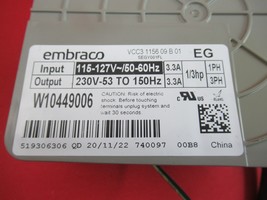 embraco
VCC3 1156 09 B 01
EG
Input 115-127V~/50-60Hz 3.3A 1/3hp 1PH
Output 230V-53 TO 150Hz 3.3A 3PH
W10449006
CAUTION: Risk of electric
shock. Before touching
terminals unplug system and
wait 30 seconds
519306306 QD 20/11/22 740097 00B8 China